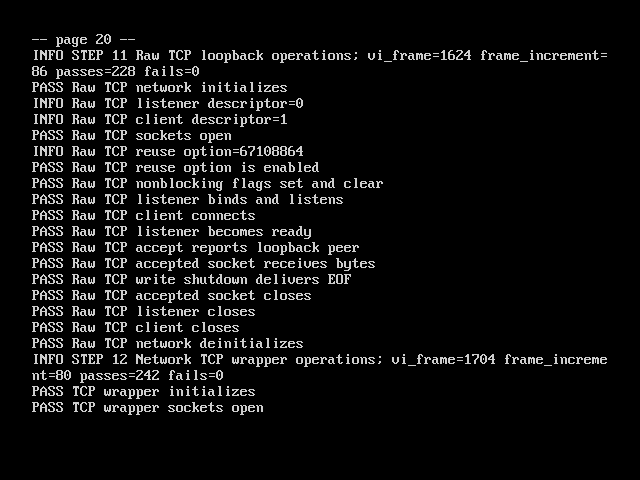 -- page 20 --
INFO STEP 11 Raw TCP loopback operations; vi_frame=1624 frame_increment=
86 passes=228 fails=0
PASS Raw TCP network initializes
INFO Raw TCP listener descriptor=0
INFO Raw TCP client descriptor=1
PASS Raw TCP sockets open
INFO Raw TCP reuse option=67108864
PASS Raw TCP reuse option is enabled
PASS Raw TCP nonblocking flags set and clear
PASS Raw TCP listener binds and listens
PASS Raw TCP client connects
PASS Raw TCP listener becomes ready
PASS Raw TCP accept reports loopback peer
PASS Raw TCP accepted socket receives bytes
PASS Raw TCP write shutdown delivers EOF
PASS Raw TCP accepted socket closes
PASS Raw TCP listener closes
PASS Raw TCP client closes
PASS Raw TCP network deinitializes
INFO STEP 12 Network TCP wrapper operations; vi_frame=1704 frame_increme
nt=80 passes=242 fails=0
PASS TCP wrapper initializes
PASS TCP wrapper sockets open